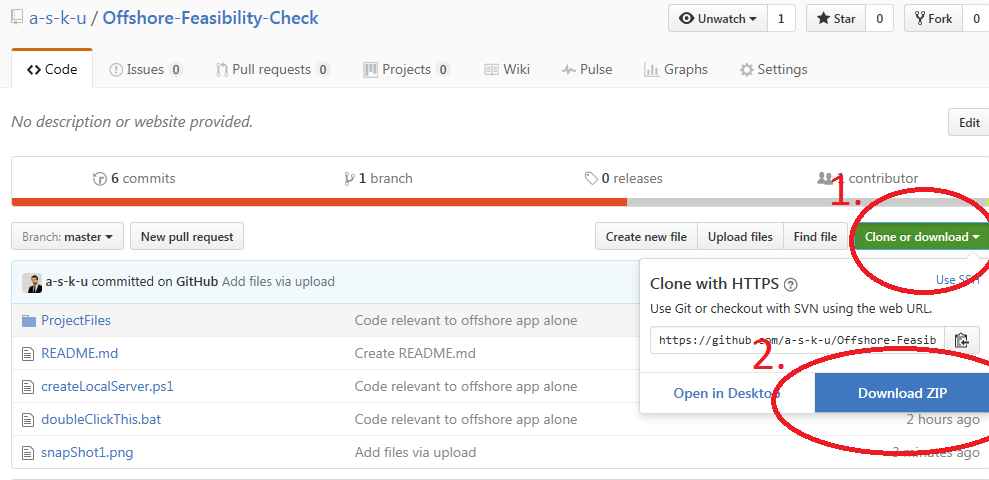 a-s-k-u / Offshore-Feasibility-Check
Unwatch 1 Star 0 Fork 0
Code Issues 0 Pull requests 0 Projects 0 Wiki Pulse Graphs Settings
No description or website provided.
Edit
6 commits 1 branch 0 releases 1 contributor
1.
Branch: master New pull request Create new file Upload files Find file Clone or download
a-s-k-u committed on GitHub Add files via upload
Clone with HTTPS Use SSH
Use Git or checkout with SVN using the web URL.
https://github.com/a-s-k-u/Offshore-Feasib
2.
Open in Desktop Download ZIP
ProjectFiles Code relevant to offshore app alone
README.md Create README.md
createLocalServer.ps1 Code relevant to offshore app alone
doubleClickThis.bat Code relevant to offshore app alone 2 hours ago
snapShot1.png Add files via upload minutes ago